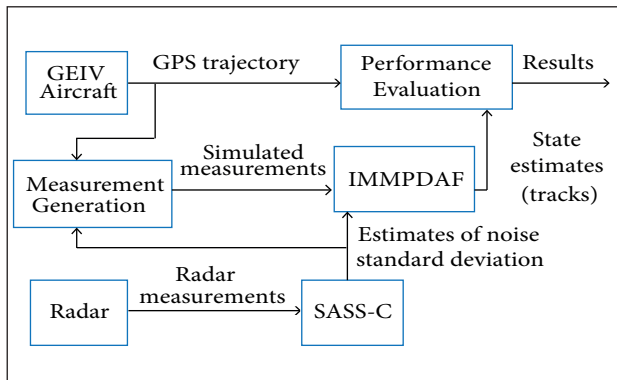 GEIV
Aircraft
GPS trajectory
Performance
Evaluation
Results
Simulated
measurements
State
estimates
(tracks)
Measurement
Generation
IMMPDAF
Estimates of noise
standard deviation
Radar
measurements
Radar
SASS-C